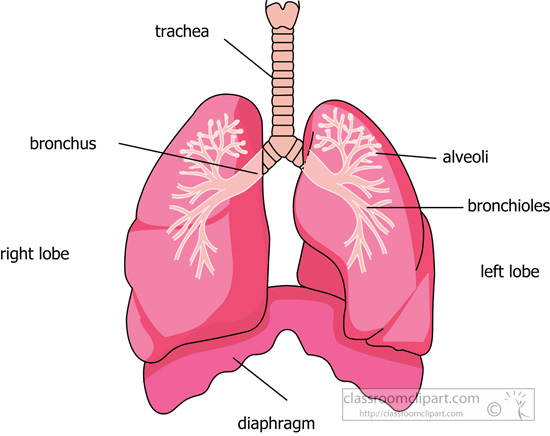 trachea
bronchus
alveoli
bronchioles
right lobe
left lobe
diaphragm
classroomclipart.com
http://classroomclipart.com
©